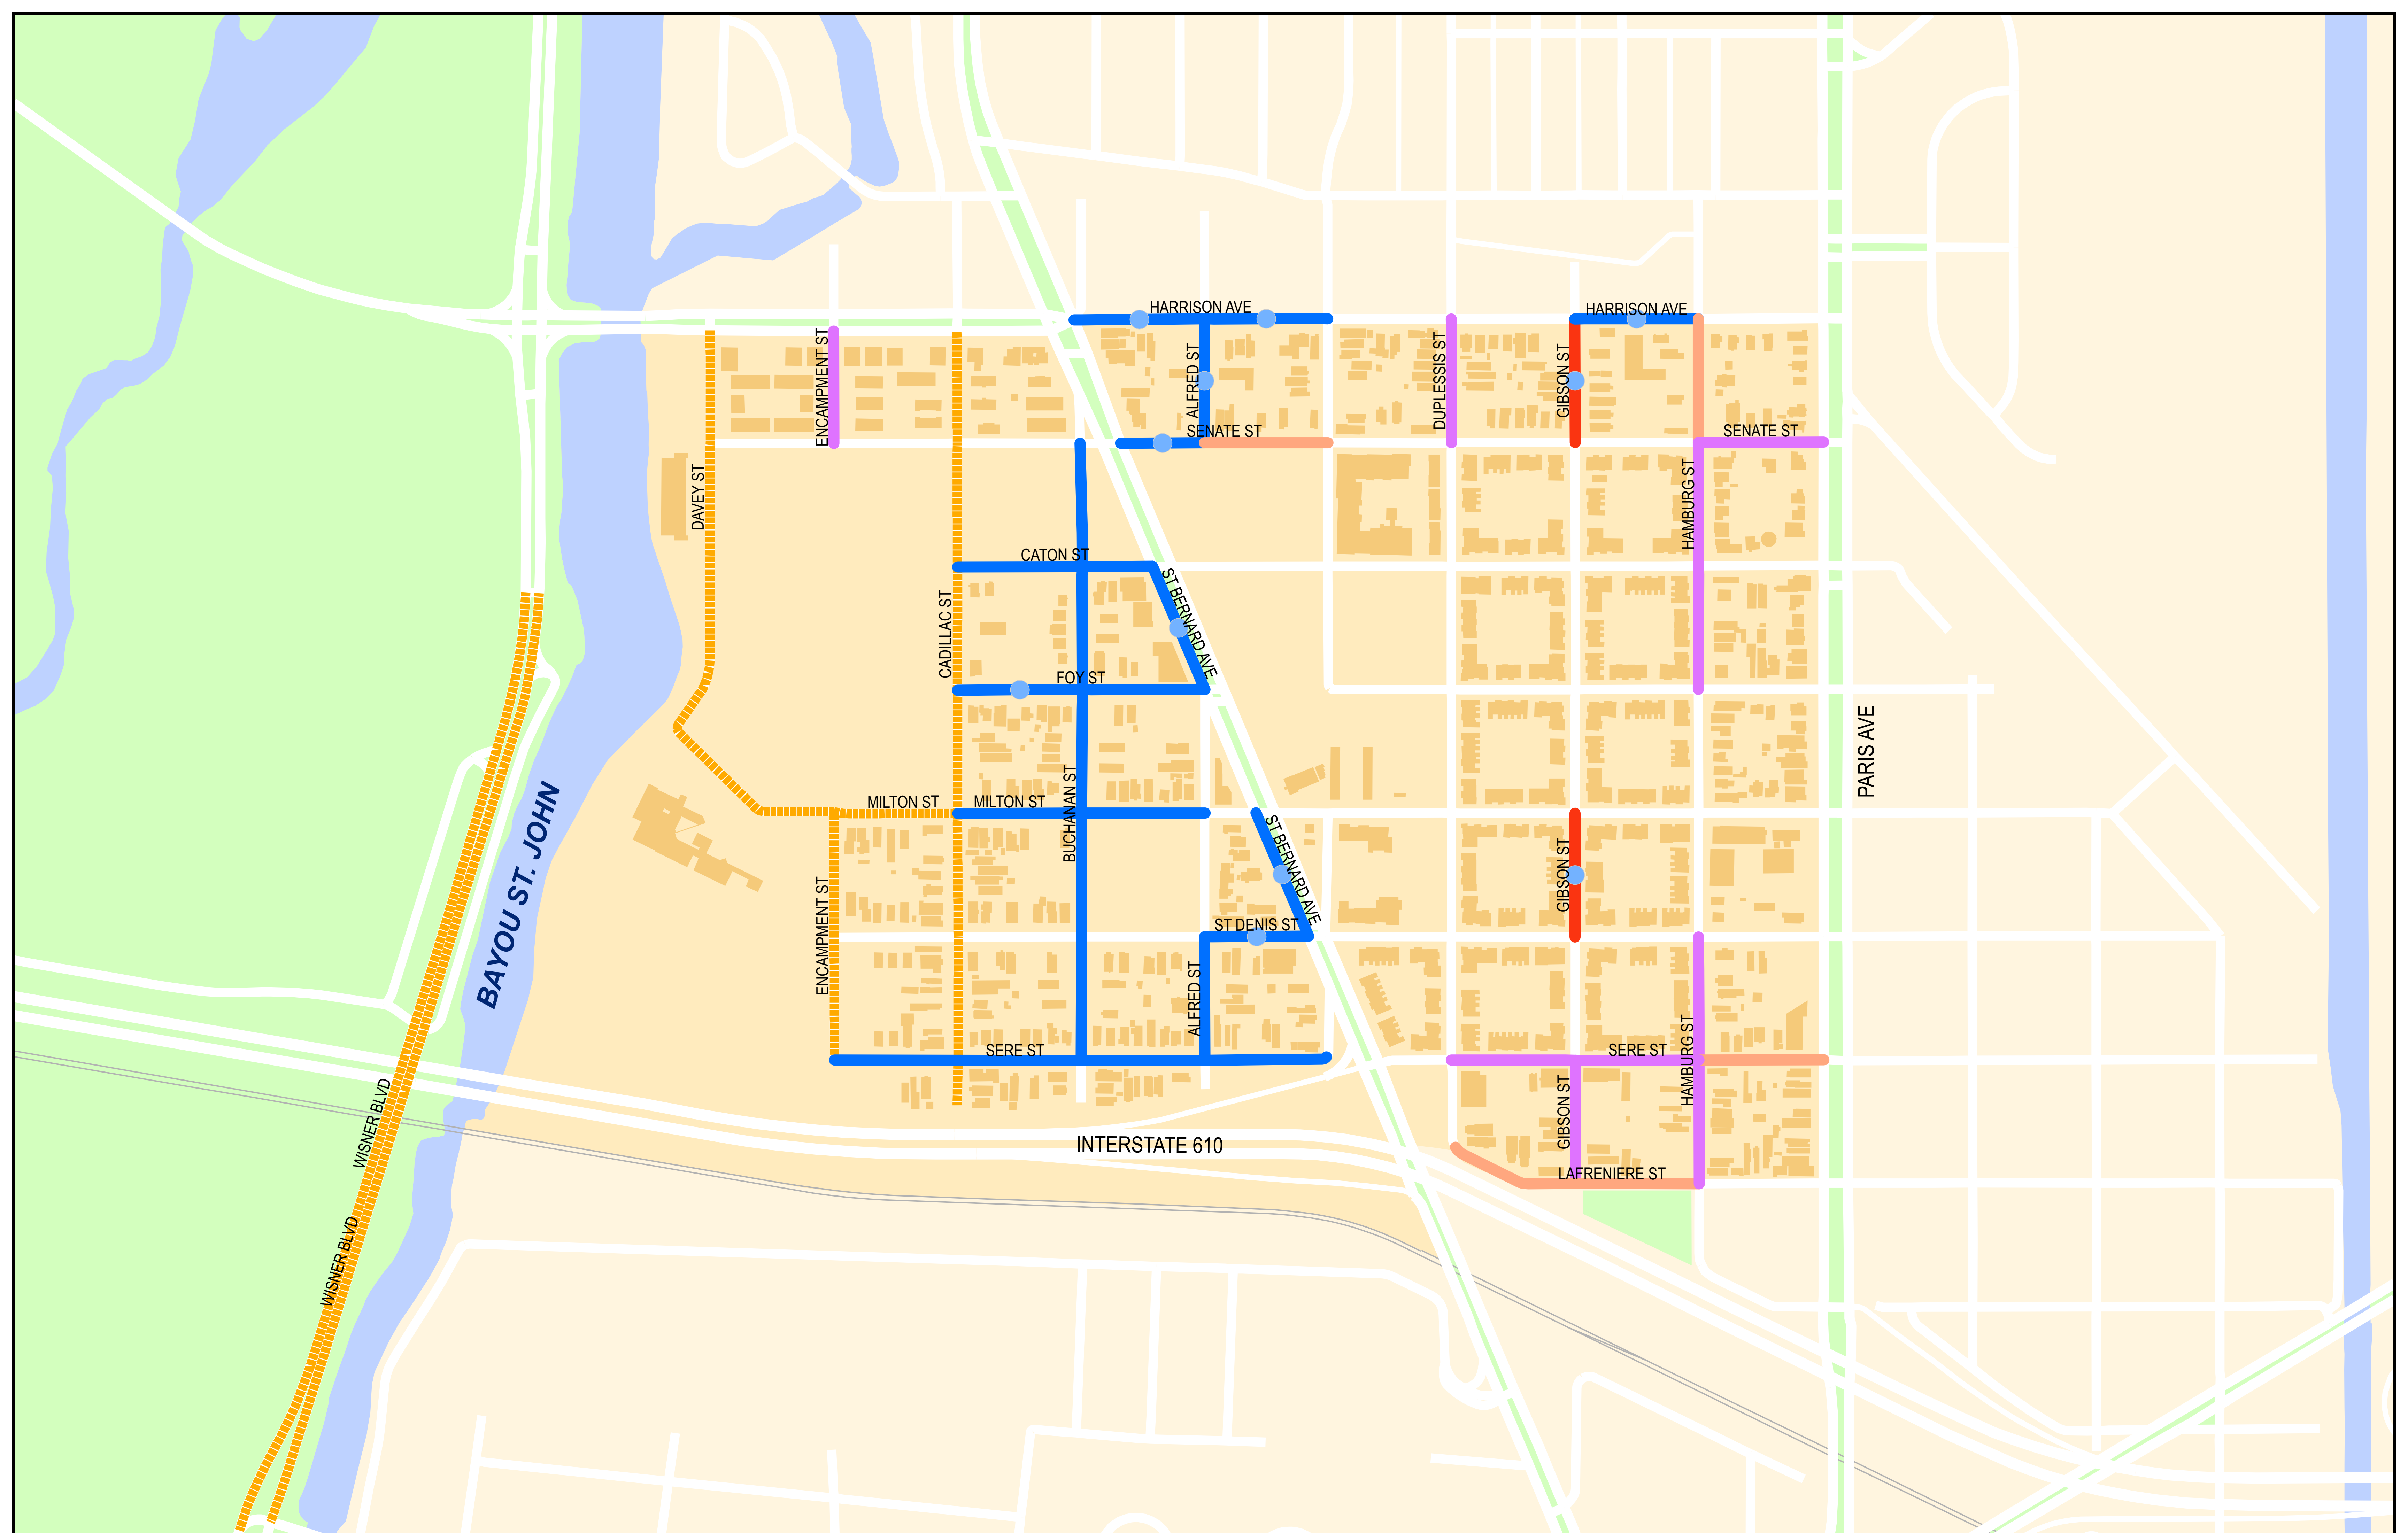 HARRISON AVE
HARRISON AVE
ENCAMPMENT ST
ALFRED ST
DUPLESSIS ST
GIBSON ST
SENATE ST
SENATE ST
DAVEY ST
HAMBURG ST
CATON ST
ST BERNARD AVE
CADILLAC ST
FOY ST
PARIS AVE
MILTON ST
MILTON ST
BUCHANAN ST
BAYOU ST. JOHN
ST BERNARD AVE
GIBSON ST
ENCAMPMENT ST
ST DENIS ST
ALFRED ST
SERE ST
SERE ST
HAMBURG ST
WISNER BLVD
GIBSON ST
INTERSTATE 610
LAFRENIERE ST
WISNER BLVD